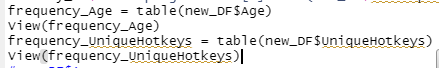 frequency_Age = table(new_DF$Age)
View(frequency_Age)
frequency_UniqueHotkeys = table(new_DF$UniqueHotkeys)
View(frequency_UniqueHotkeys)